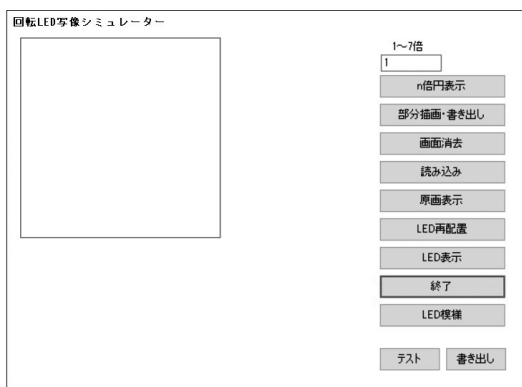 回転LED写像シミュレーター
1～7倍
1
n倍円表示
部分描画・書き出し
画面消去
読み込み
原画表示
LED再配置
LED表示
終了
LED模様
テスト 書き出し